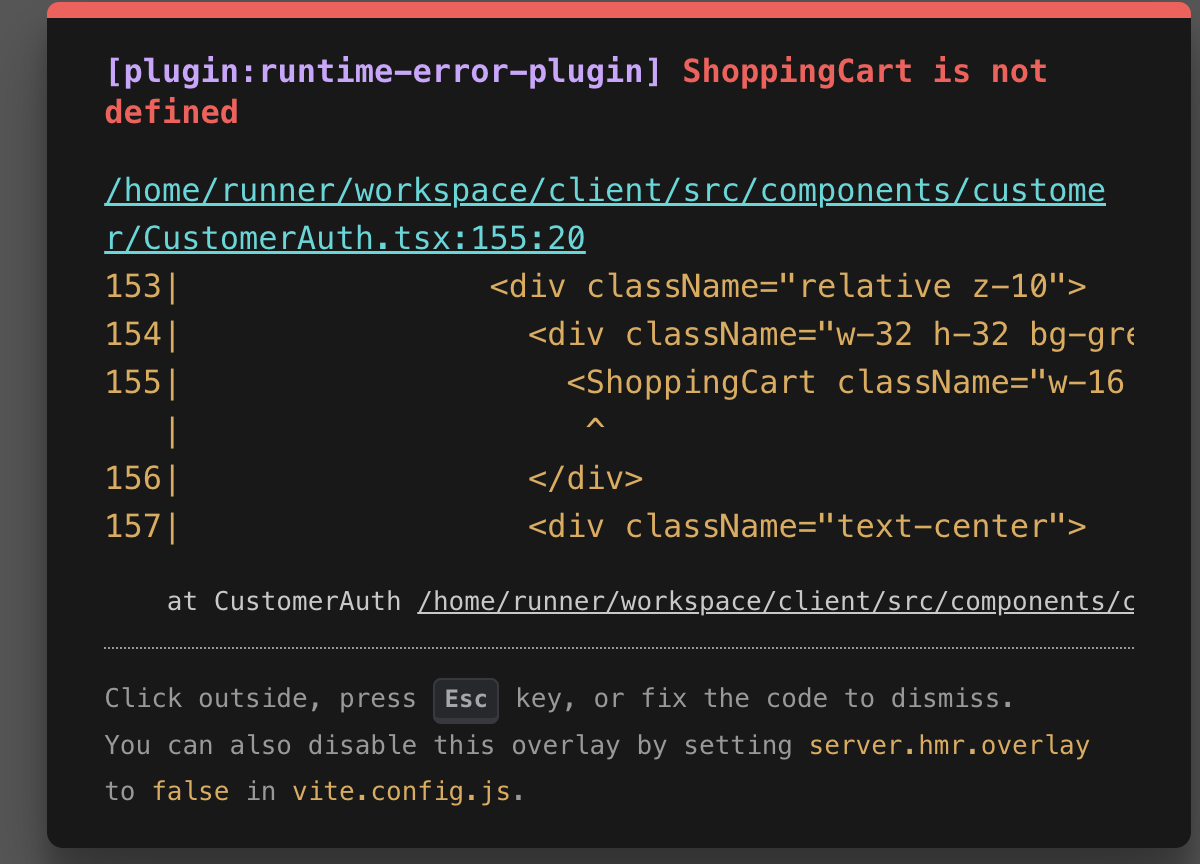 [plugin:runtime-error-plugin] ShoppingCart is not
defined
/home/runner/workspace/client/src/components/custome
r/CustomerAuth.tsx:155:20
153|                <div className="relative z-10">
154|                  <div className="w-32 h-32 bg-gre
155|                    <ShoppingCart className="w-16
   |                     ^
156|                  </div>
157|                  <div className="text-center">
    at CustomerAuth /home/runner/workspace/client/src/components/c
Click outside, press Esc key, or fix the code to dismiss.
You can also disable this overlay by setting server.hmr.overlay
to false in vite.config.js.